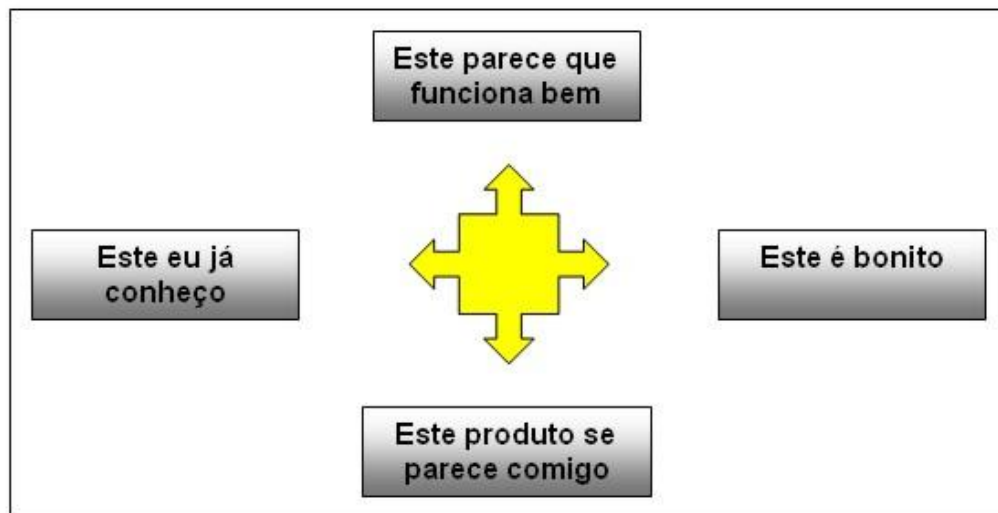 Este parece que
funciona bem
Este eu já
conheço
Este é bonito
Este produto se
parece comigo